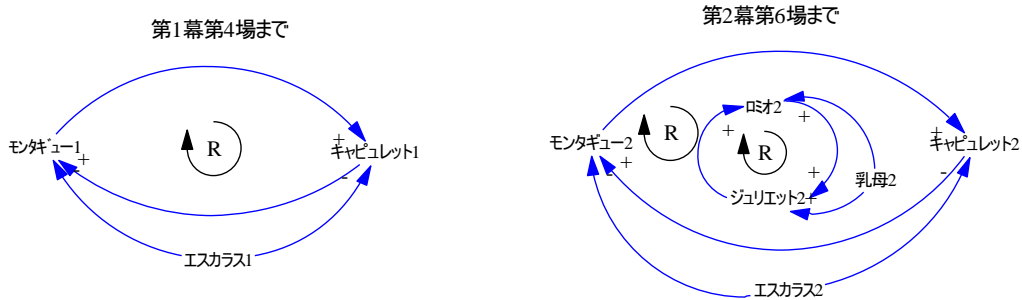 第1幕第4場まで
モンタギュー1
R
キャピュレット1
+
+
-
-
エスカラス1
第2幕第6場まで
ロミオ2
モンタギュー2
R
+
R
+
キャピュレット2
+
+
-
+
-
乳母2
ジュリエット2
+
エスカラス2